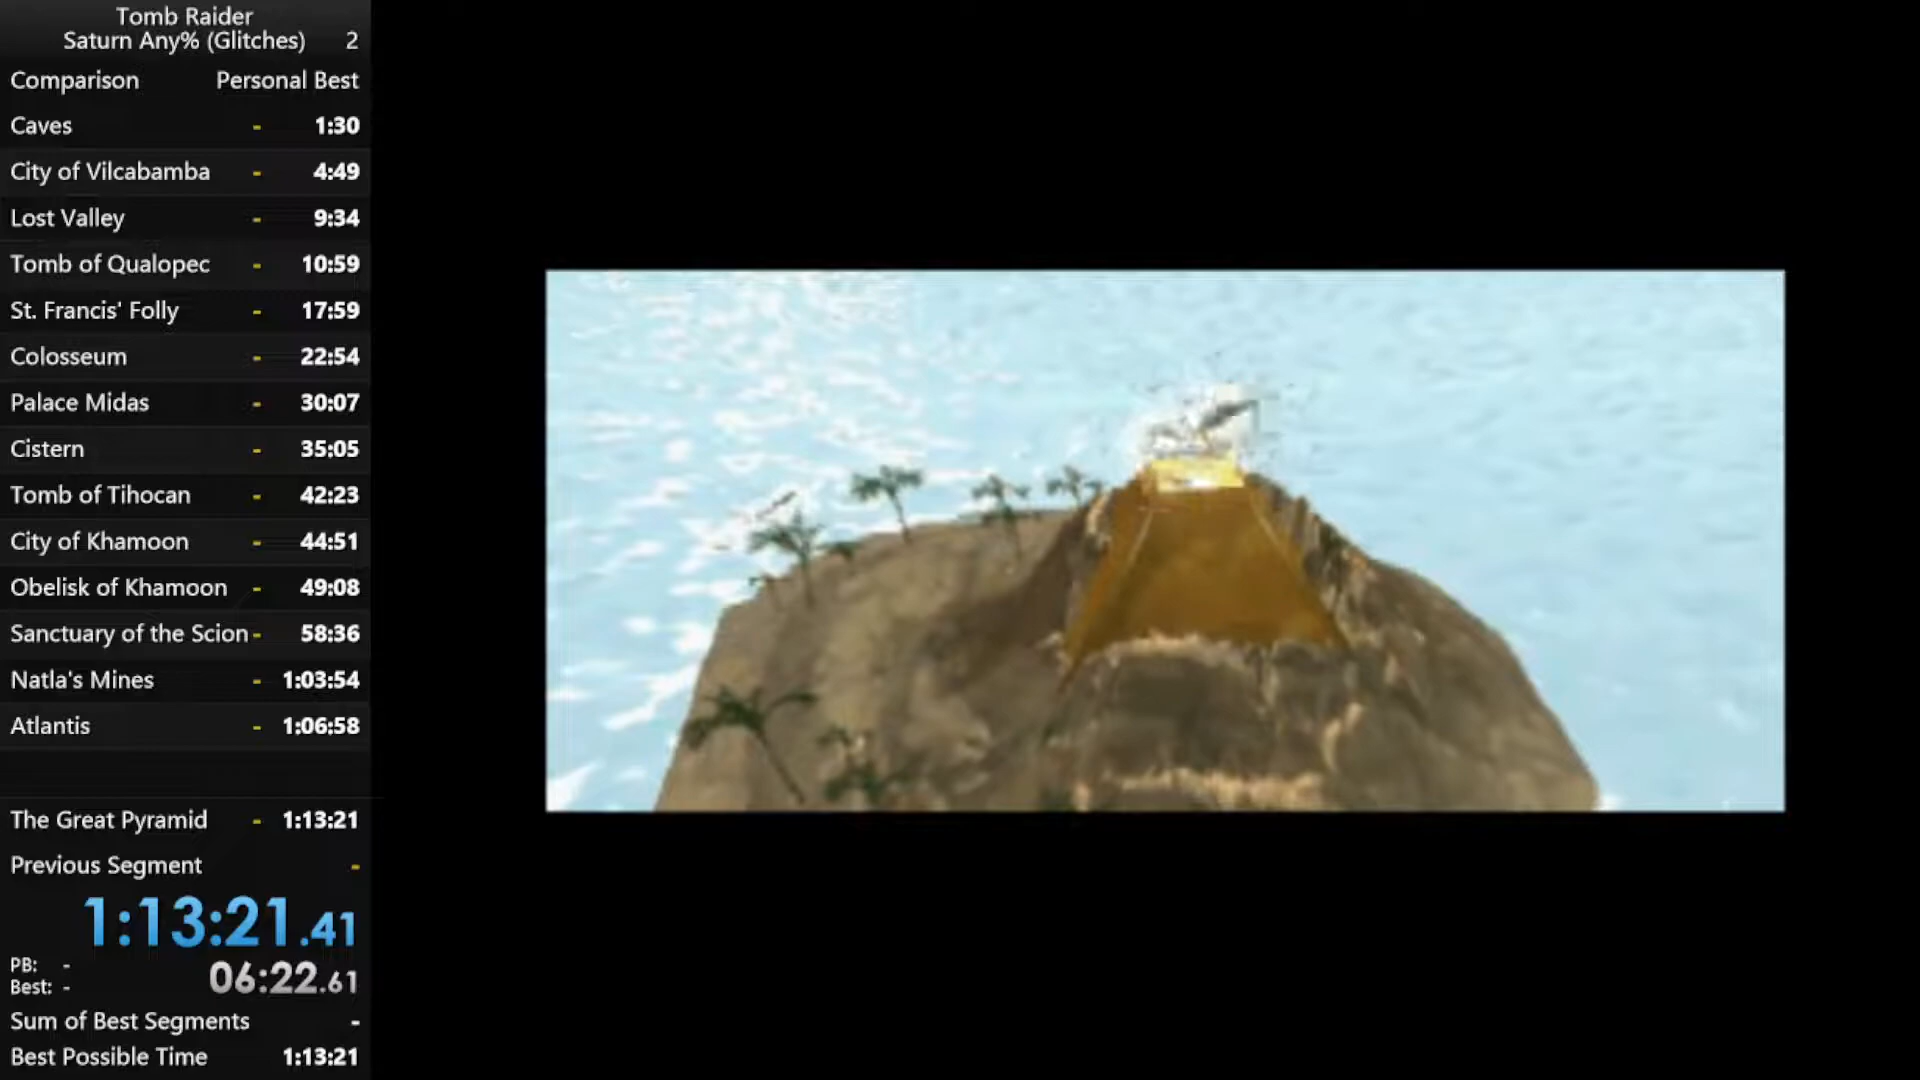 Tomb Raider
Saturn Any% (Glitches) 2
Comparison Personal Best
Caves - 1:30
City of Vilcabamba - 4:49
Lost Valley - 9:34
Tomb of Qualopec - 10:59
St. Francis' Folly - 17:59
Colosseum - 22:54
Palace Midas - 30:07
Cistern - 35:05
Tomb of Tihocan - 42:23
City of Khamoon - 44:51
Obelisk of Khamoon - 49:08
Sanctuary of the Scion - 58:36
Natla's Mines - 1:03:54
Atlantis - 1:06:58
The Great Pyramid - 1:13:21
Previous Segment -
1:13:21.41
PB: - 06:22.61
Best: -
Sum of Best Segments -
Best Possible Time 1:13:21